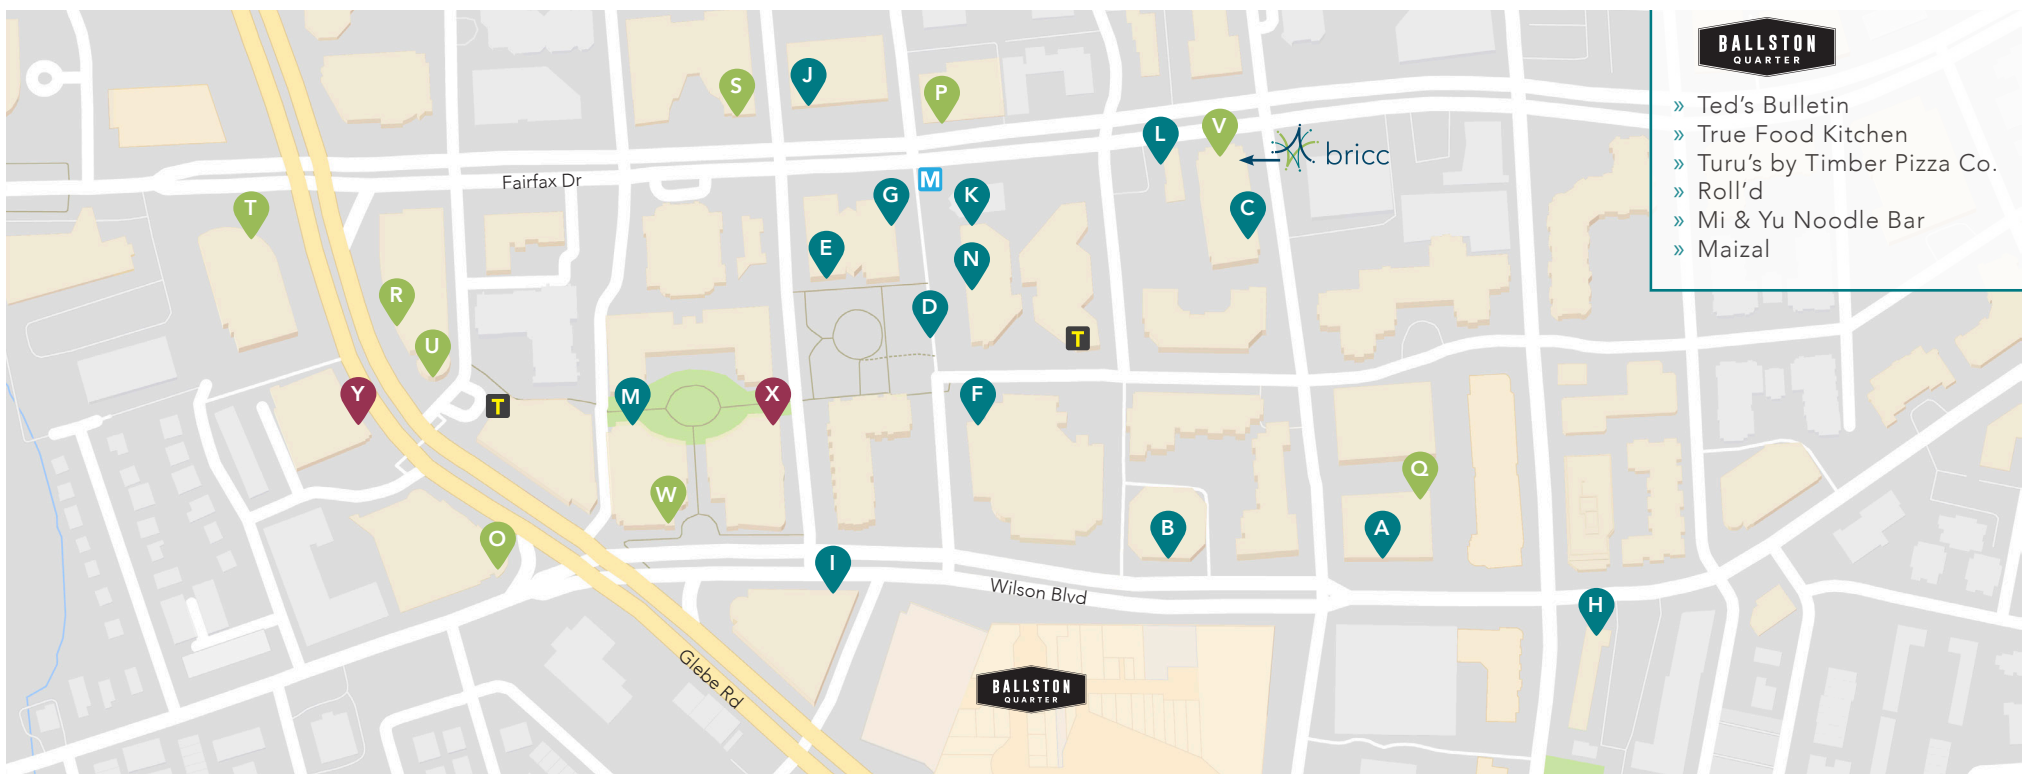 BALLSTON
QUARTER
» Ted's Bulletin
» True Food Kitchen
» Turu's by Timber Pizza Co.
» Roll'd
» Mi & Yu Noodle Bar
» Maizal
S
J
P
L
V
bricc
Fairfax Dr
M
T
G
K
C
E
N
R
D
U
T
Y
T
M
X
F
Q
W
O
B
A
I
Wilson Blvd
H
Glebe Rd
BALLSTON
QUARTER